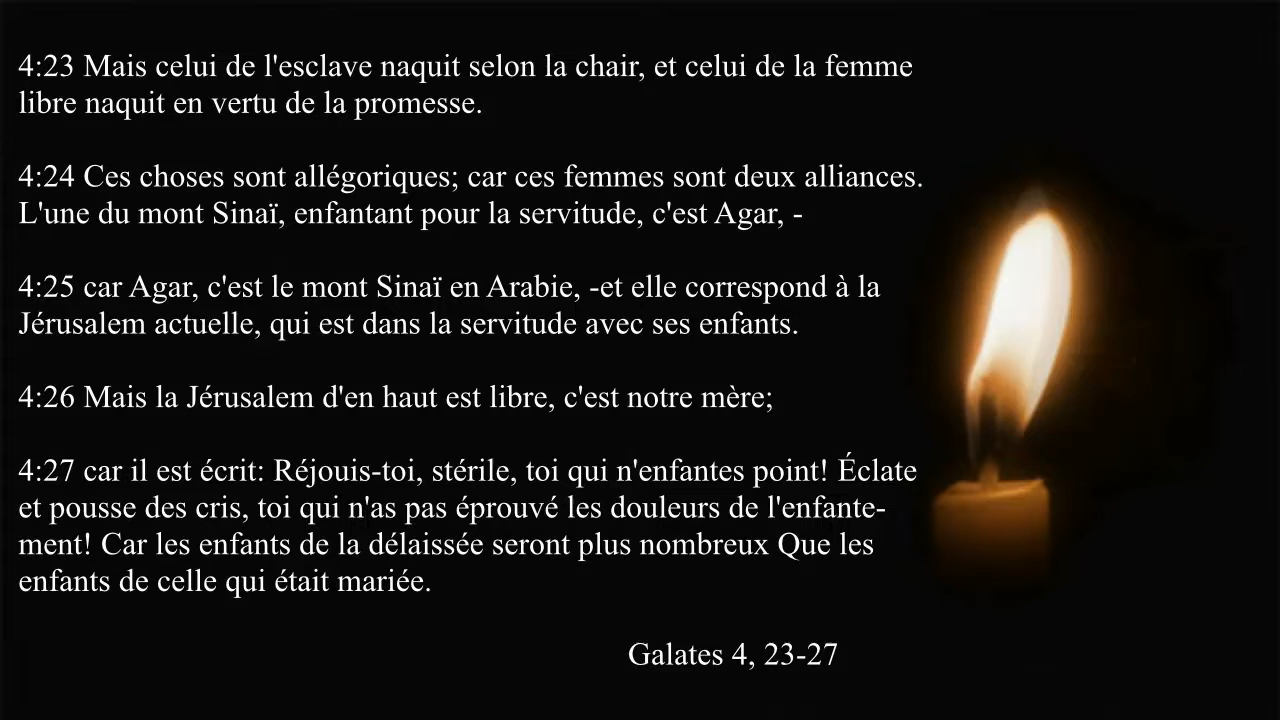 4:23 Mais celui de l'esclave naquit selon la chair, et celui de la femme
libre naquit en vertu de la promesse.
4:24 Ces choses sont allégoriques; car ces femmes sont deux alliances.
L'une du mont Sinaï, enfantant pour la servitude, c'est Agar, -
4:25 car Agar, c'est le mont Sinaï en Arabie, -et elle correspond à la
Jérusalem actuelle, qui est dans la servitude avec ses enfants.
4:26 Mais la Jérusalem d'en haut est libre, c'est notre mère;
4:27 car il est écrit: Réjouis-toi, stérile, toi qui n'enfantes point! Éclate
et pousse des cris, toi qui n'as pas éprouvé les douleurs de l'enfante-
ment! Car les enfants de la délaissée seront plus nombreux Que les
enfants de celle qui était mariée.
Galates 4, 23-27